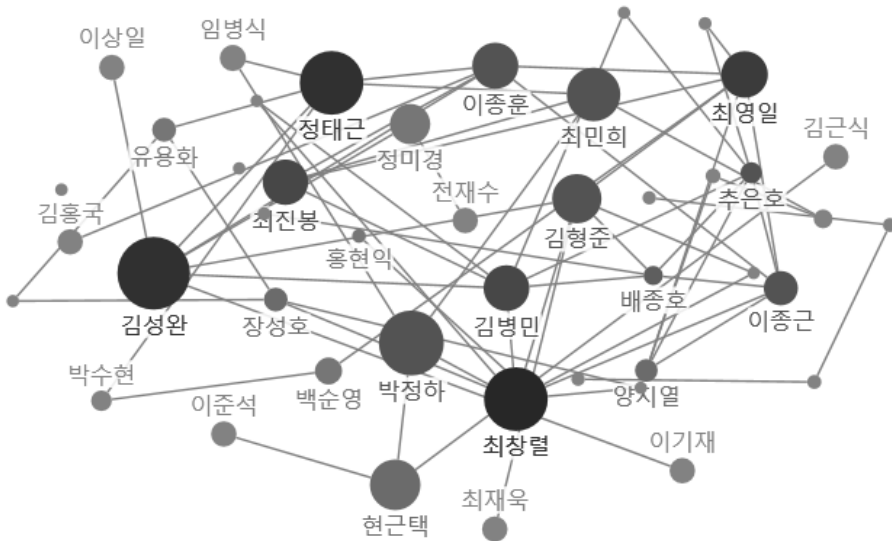 이상일
임병식
정태근
이종훈
최민희
최영일
김근식
유용화
정미경
전재수
추은호
김홍국
최진봉
홍현익
김형준
김성완
장성호
김병민
배종호
이종근
박수현
백순영
박정하
양지열
이준석
최창렬
이기재
현근택
최재욱